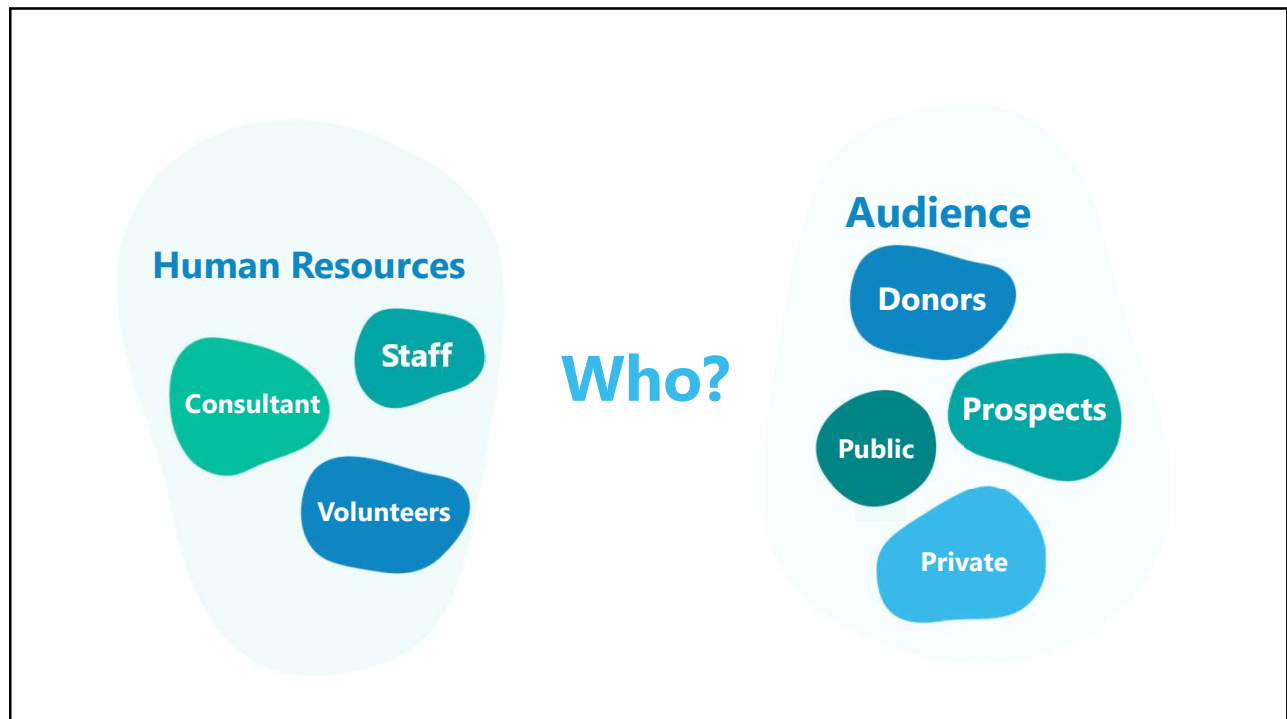 Human Resources
Staff
Consultant
Volunteers
Who?
Audience
Donors
Prospects
Public
Private